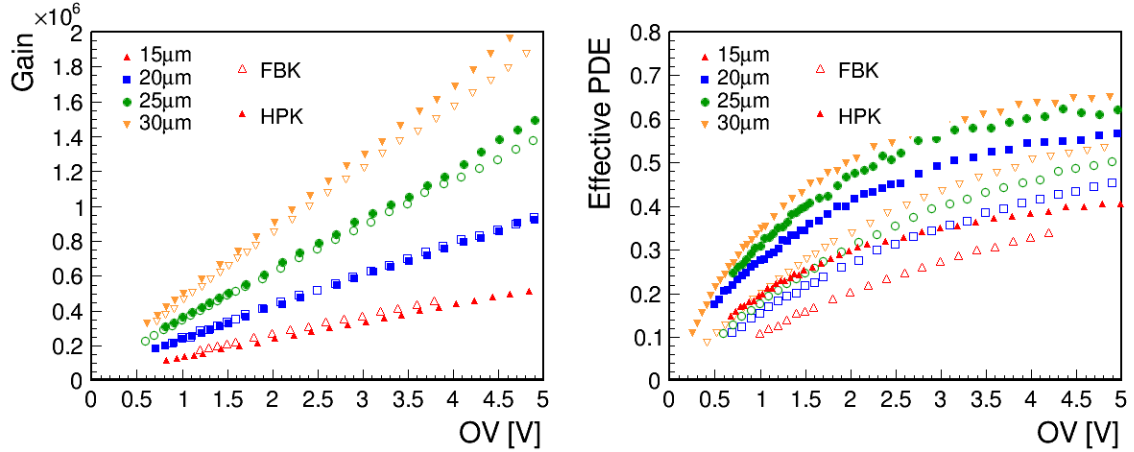 ×10⁶
Gain
2
1.8
1.6
1.4
1.2
1
0.8
0.6
0.4
0.2
0
15μm
20μm
25μm
30μm
FBK
HPK
0 0.5 1 1.5 2 2.5 3 3.5 4 4.5 5
OV [V]
Effective PDE
0.8
0.7
0.6
0.5
0.4
0.3
0.2
0.1
0
15μm
20μm
25μm
30μm
FBK
HPK
0 0.5 1 1.5 2 2.5 3 3.5 4 4.5 5
OV [V]